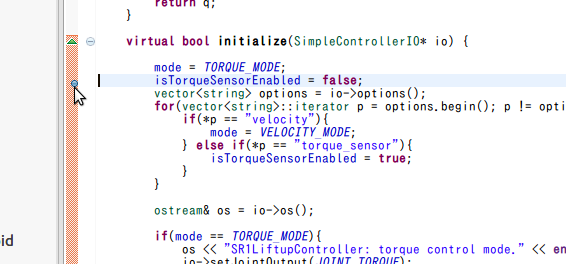 return q;
}
virtual bool initialize(SimpleControllerIO* io) {
mode = TORQUE_MODE;
isTorqueSensorEnabled = false;
vector<string> options = io->options();
for(vector<string>::iterator p = options.begin(); p != opti
if(*p == "velocity"){
mode = VELOCITY_MODE;
} else if(*p == "torque_sensor"){
isTorqueSensorEnabled = true;
}
}
ostream& os = io->os();
id
if(mode == TORQUE_MODE){
os << "SR1LiftupController: torque control mode." << en
io->setJointOutput(JOINT_TORQUE);